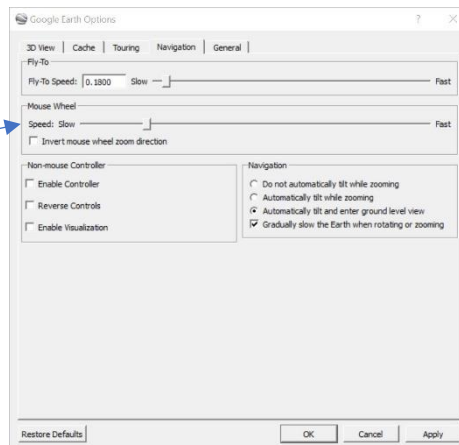 Google Earth Options
3D View Cache Touring Navigation General
Fly-To
Fly-To Speed: 0.1800 Slow Fast
Mouse Wheel
Speed: Slow Fast
Invert mouse wheel zoom direction
Non-mouse Controller
Enable Controller
Reverse Controls
Enable Visualization
Navigation
Do not automatically tilt while zooming
Automatically tilt while zooming
Automatically tilt and enter ground level view
Gradually slow the Earth when rotating or zooming
Restore Defaults OK Cancel Apply